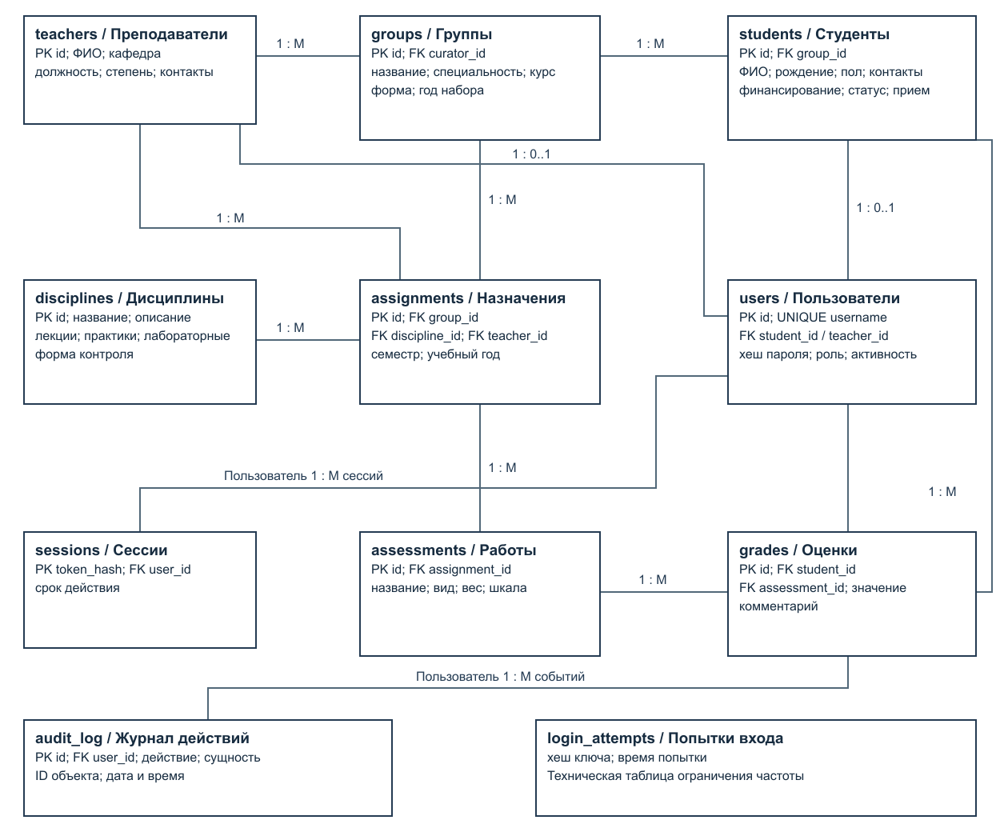 teachers / Преподаватели
PK id; ФИО; кафедра
должность; степень; контакты
1 : М
groups / Группы
PK id; FK curator_id
название; специальность; курс
форма; год набора
1 : М
students / Студенты
PK id; FK group_id
ФИО; рождение; пол; контакты
финансирование; статус; прием
1 : 0..1
1 : М
1 : 0..1
1 : М
disciplines / Дисциплины
PK id; название; описание
лекции; практики; лабораторные
форма контроля
1 : М
assignments / Назначения
PK id; FK group_id
FK discipline_id; FK teacher_id
семестр; учебный год
users / Пользователи
PK id; UNIQUE username
FK student_id / teacher_id
хеш пароля; роль; активность
Пользователь 1 : М сессий
1 : М
1 : М
sessions / Сессии
PK token_hash; FK user_id
срок действия
assessments / Работы
PK id; FK assignment_id
название; вид; вес; шкала
1 : М
grades / Оценки
PK id; FK student_id
FK assessment_id; значение
комментарий
Пользователь 1 : М событий
audit_log / Журнал действий
PK id; FK user_id; действие; сущность
ID объекта; дата и время
login_attempts / Попытки входа
хеш ключа; время попытки
Техническая таблица ограничения частоты